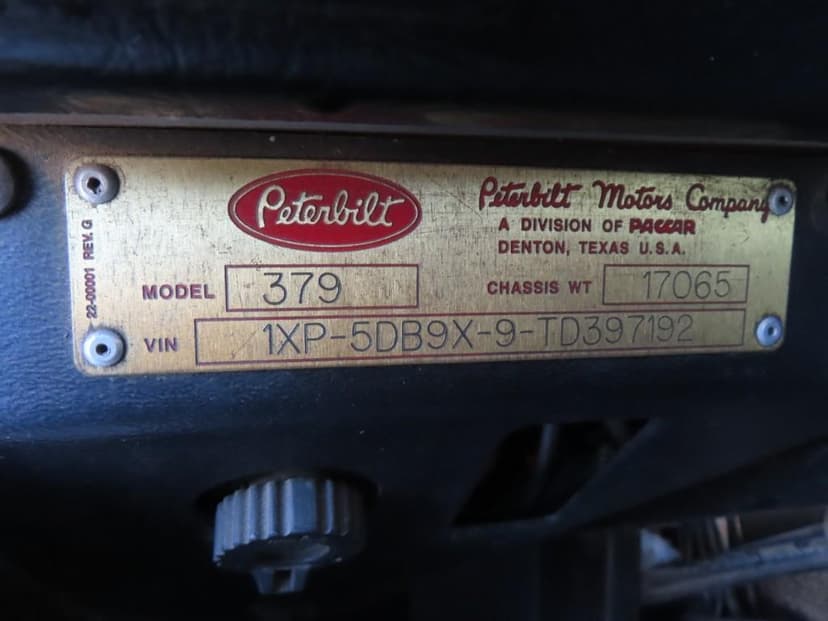 Peterbilt
Peterbilt Motors Company
A DIVISION OF PACCAR
DENTON, TEXAS U.S.A.
22-00001 REV. G
MODEL 379
CHASSIS WT 17065
VIN 1XP-5DB9X-9-TD397192